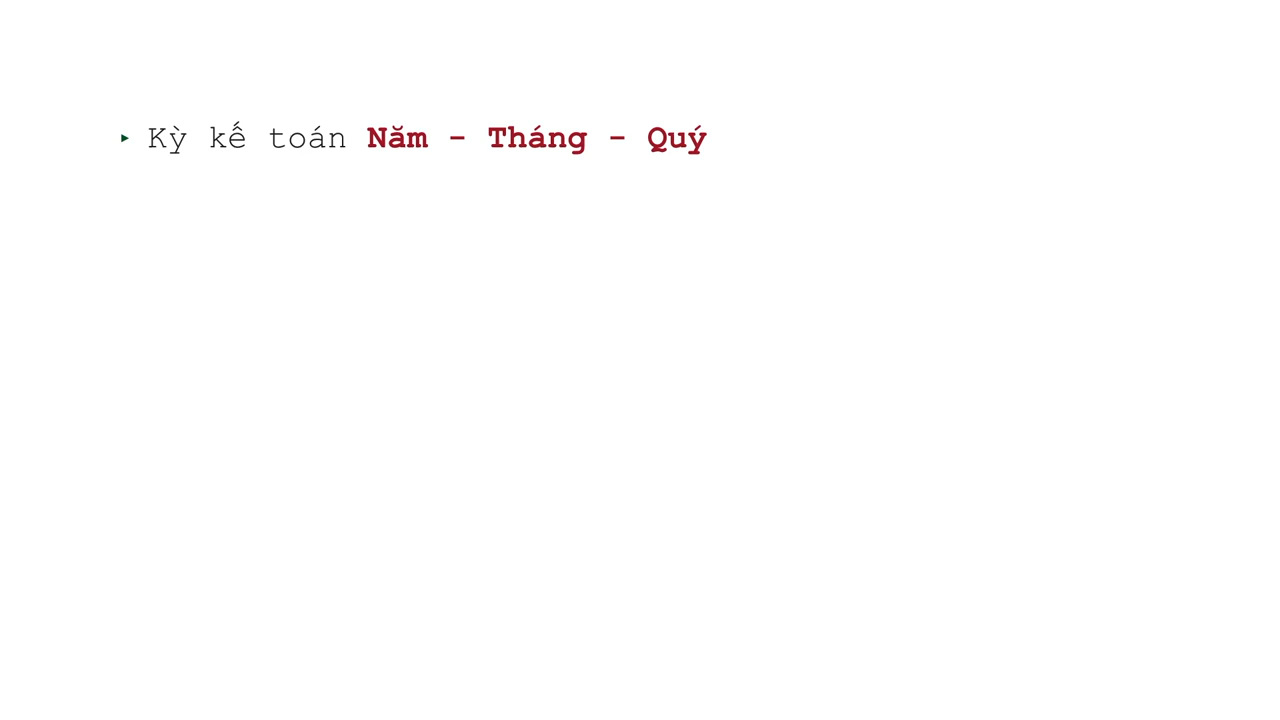 ‣ Kỳ kế toán Năm – Tháng – Quý